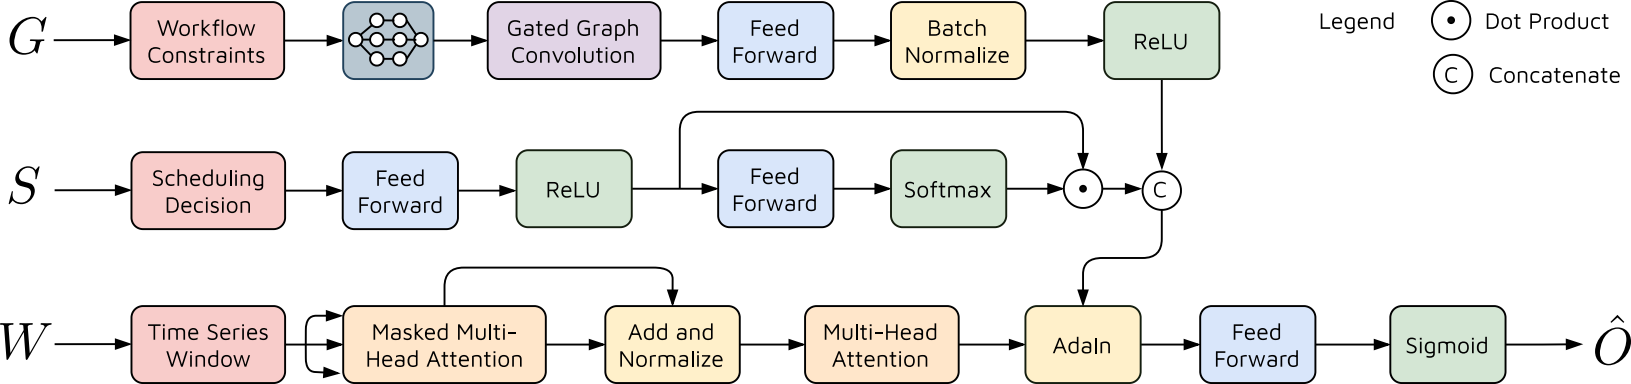 G
Workflow
Constraints
Gated Graph
Convolution
Feed
Forward
Batch
Normalize
ReLU
Legend
Dot Product
C
Concatenate
S
Scheduling
Decision
Feed
Forward
ReLU
Feed
Forward
Softmax
C
W
Time Series
Window
Masked Multi-
Head Attention
Add and
Normalize
Multi-Head
Attention
AdaIn
Feed
Forward
Sigmoid
Ô